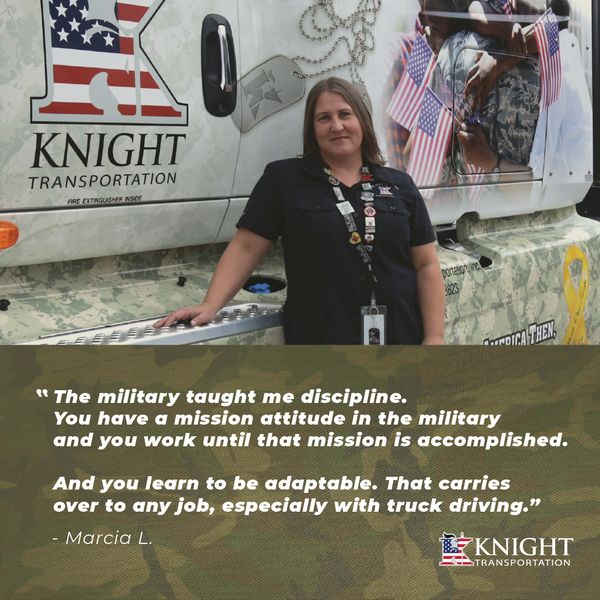 KNIGHT
TRANSPORTATION
FIRE EXTINGUISHER INSIDE
AMERICA THEN,
“The military taught me discipline.
You have a mission attitude in the military
and you work until that mission is accomplished.
And you learn to be adaptable. That carries
over to any job, especially with truck driving.”
- Marcia L.
KNIGHT
TRANSPORTATION